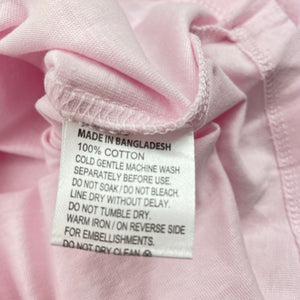 MADE IN BANGLADESH
100% COTTON
COLD GENTLE MACHINE WASH
SEPARATELY BEFORE USE.
DO NOT SOAK / DO NOT BLEACH.
LINE DRY WITHOUT DELAY.
DO NOT TUMBLE DRY.
WARM IRON / ON REVERSE SIDE
FOR EMBELLISHMENTS.
DO NOT DRY CLEAN